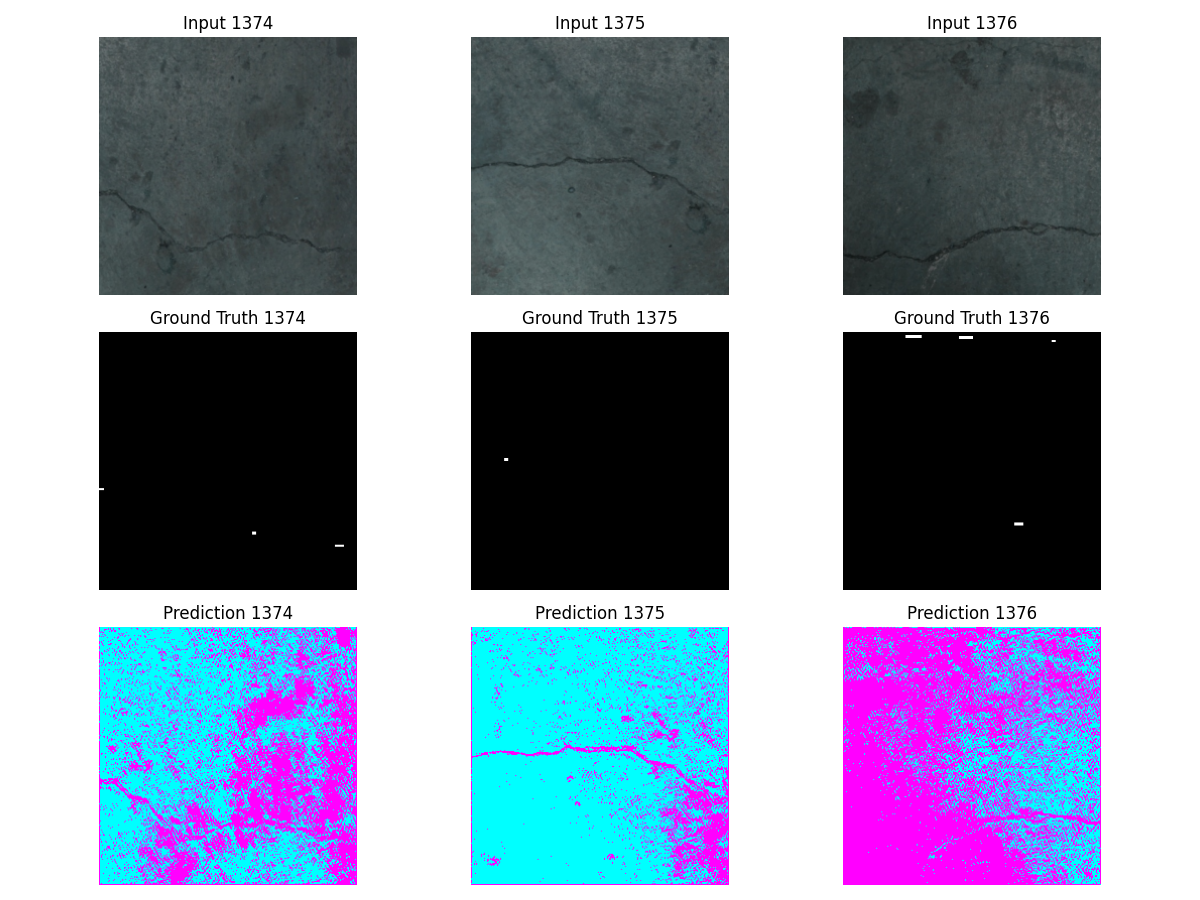 Input 1374
Input 1375
Input 1376
Ground Truth 1374
Ground Truth 1375
Ground Truth 1376
Prediction 1374
Prediction 1375
Prediction 1376